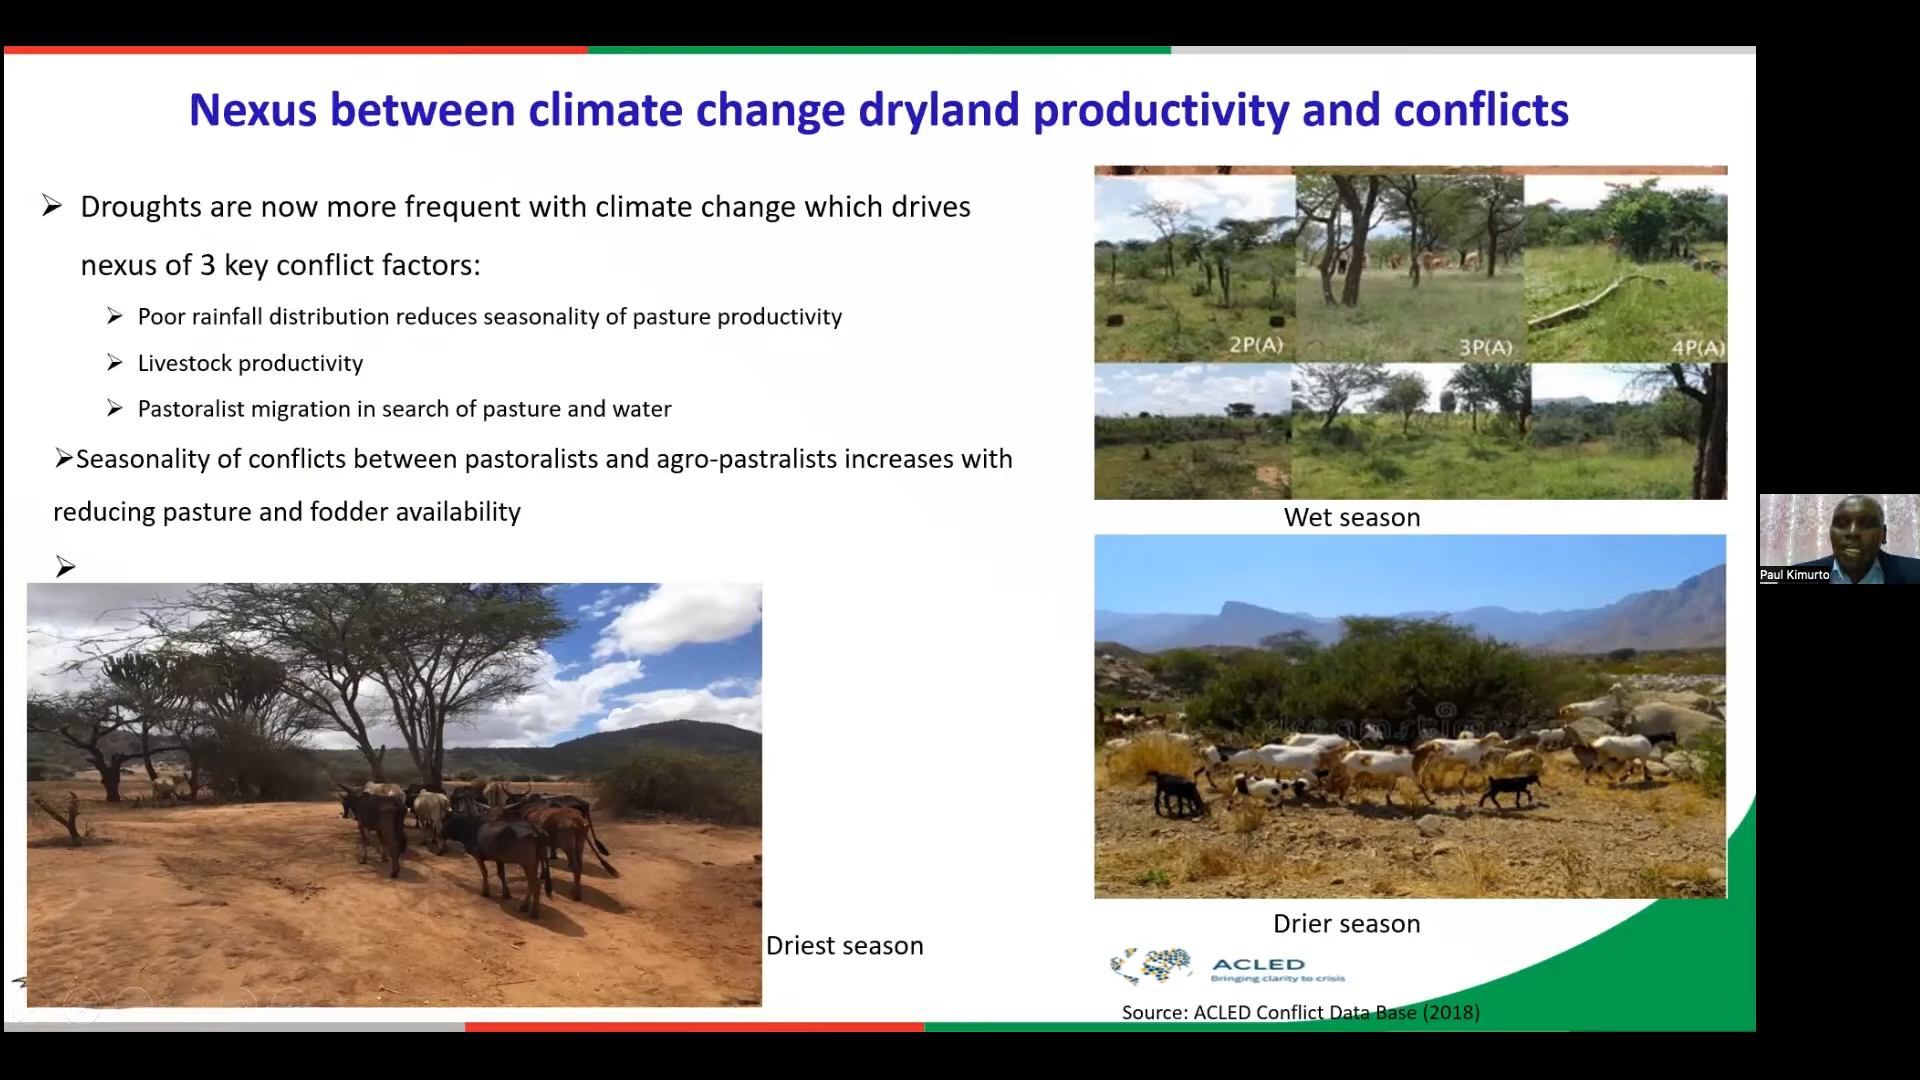 Nexus between climate change dryland productivity and conflicts
➢ Droughts are now more frequent with climate change which drives
nexus of 3 key conflict factors:
➢ Poor rainfall distribution reduces seasonality of pasture productivity
➢ Livestock productivity
➢ Pastoralist migration in search of pasture and water
➢Seasonality of conflicts between pastoralists and agro-pastralists increases with
reducing pasture and fodder availability
➢
2P(A)
3P(A)
4P(A)
Wet season
dreamstime
Drier season
Driest season
ACLED
Bringing clarity to crisis
Source: ACLED Conflict Data Base (2018)
Paul Kimurto